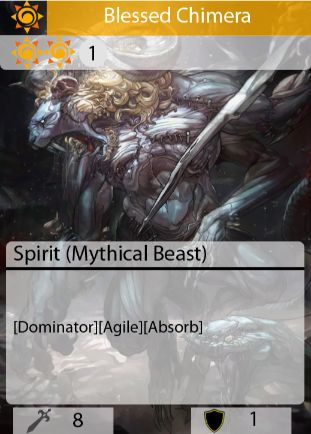 Blessed Chimera
1
Spirit (Mythical Beast)
[Dominator][Agile][Absorb]
8 1